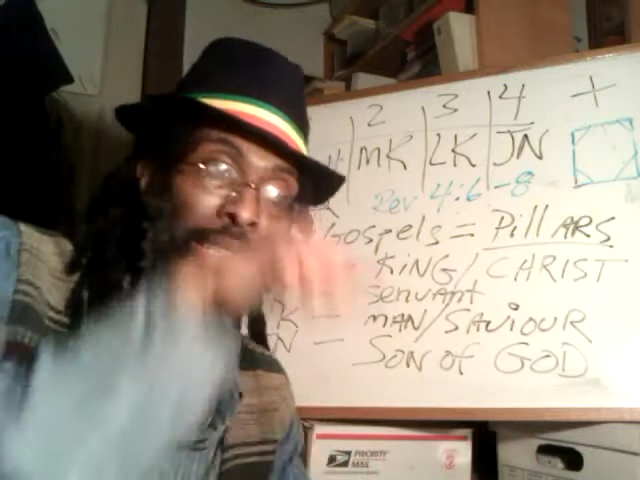 2 3 4 +
MK LK JN
Rev 4:6-8
Gospels = PillARS
KiNG/CHRIST
servant
MAN/SAViOUR
K
N - SoN of GOD
PRIORITY
MAIL